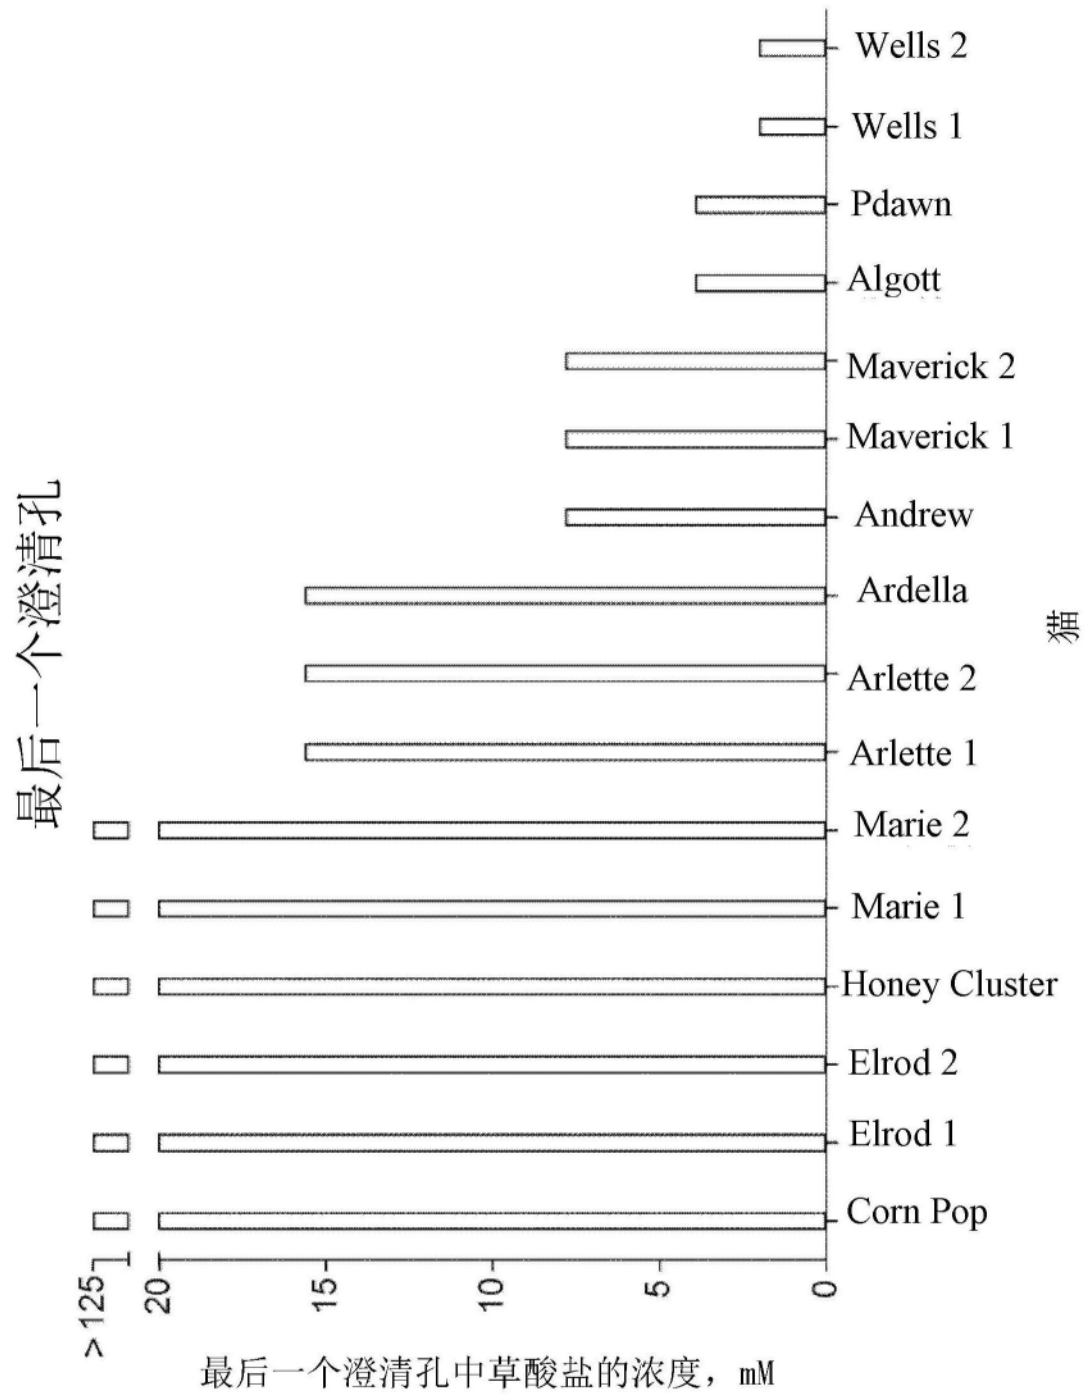 最后一个澄清孔
Wells 2
Wells 1
Pdawn
Algott
Maverick 2
Maverick 1
Andrew
Ardella
Arlette 2
Arlette 1
Marie 2
Marie 1
Honey Cluster
Elrod 2
Elrod 1
Corn Pop
猫
> 125
20
15
10
5
0
最后一个澄清孔中草酸盐的浓度，mM